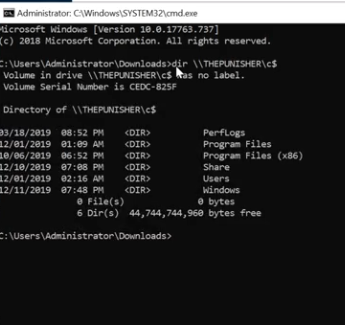 Administrator: C:\Windows\SYSTEM32\cmd.exe
Microsoft Windows [Version 10.0.17763.737]
(c) 2018 Microsoft Corporation. All rights reserved.
C:\Users\Administrator\Downloads>dir \\THEPUNISHER\c$
Volume in drive \\THEPUNISHER\c$ has no label.
Volume Serial Number is CEDC-825F
Directory of \\THEPUNISHER\c$
03/18/2019 08:52 PM <DIR> PerfLogs
12/01/2019 01:09 AM <DIR> Program Files
10/06/2019 06:52 PM <DIR> Program Files (x86)
12/10/2019 07:08 PM <DIR> Share
12/01/2019 02:16 AM <DIR> Users
12/11/2019 07:48 PM <DIR> Windows
0 File(s) 0 bytes
6 Dir(s) 44,744,744,960 bytes free
C:\Users\Administrator\Downloads>